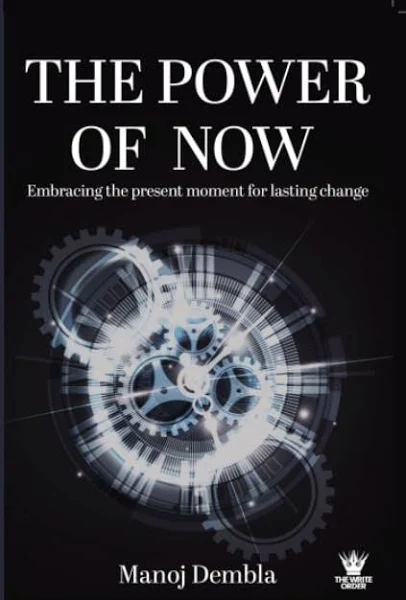 THE POWER
OF NOW
Embracing the present moment for lasting change
Manoj Dembla
THE WRITE
ORDER